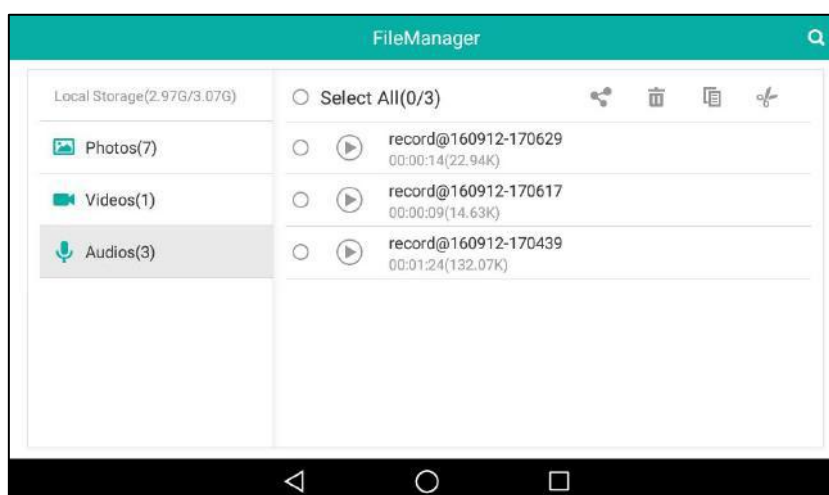 FileManager
Local Storage(2.97G/3.07G)
Photos(7)
Videos(1)
Audios(3)
Select All(0/3)
record@160912-170629
00:00:14(22.94K)
record@160912-170617
00:00:09(14.63K)
record@160912-170439
00:01:24(132.07K)